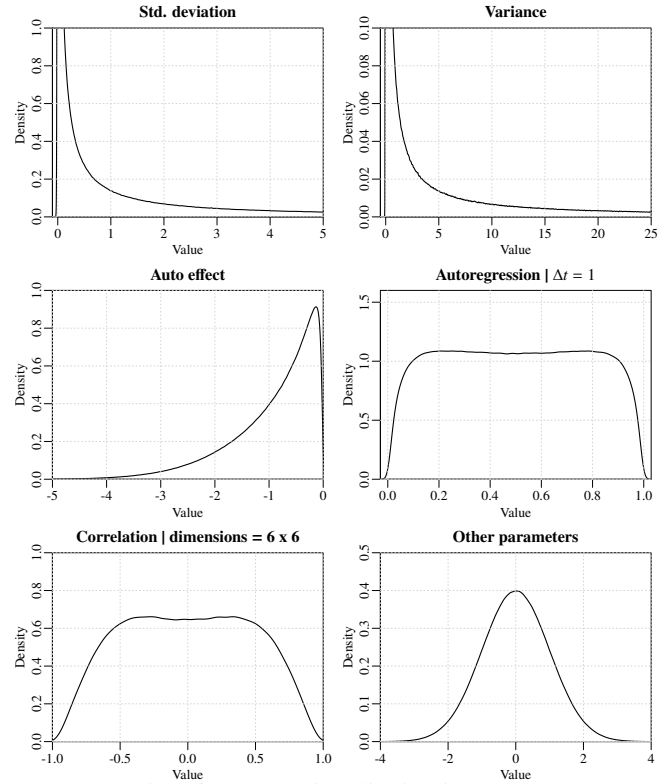 Std. deviation
Density
0.0 0.2 0.4 0.6 0.8 1.0
0 1 2 3 4 5
Value
Variance
Density
0.00 0.02 0.04 0.06 0.08 0.10
0 5 10 15 20 25
Value
Auto effect
Density
0.0 0.2 0.4 0.6 0.8 1.0
-5 -4 -3 -2 -1 0
Value
Autoregression | Δt = 1
Density
0.0 0.5 1.0 1.5
0.0 0.2 0.4 0.6 0.8 1.0
Value
Correlation | dimensions = 6 x 6
Density
0.0 0.2 0.4 0.6 0.8 1.0
-1.0 -0.5 0.0 0.5 1.0
Value
Other parameters
Density
0.0 0.1 0.2 0.3 0.4 0.5
-4 -2 0 2 4
Value